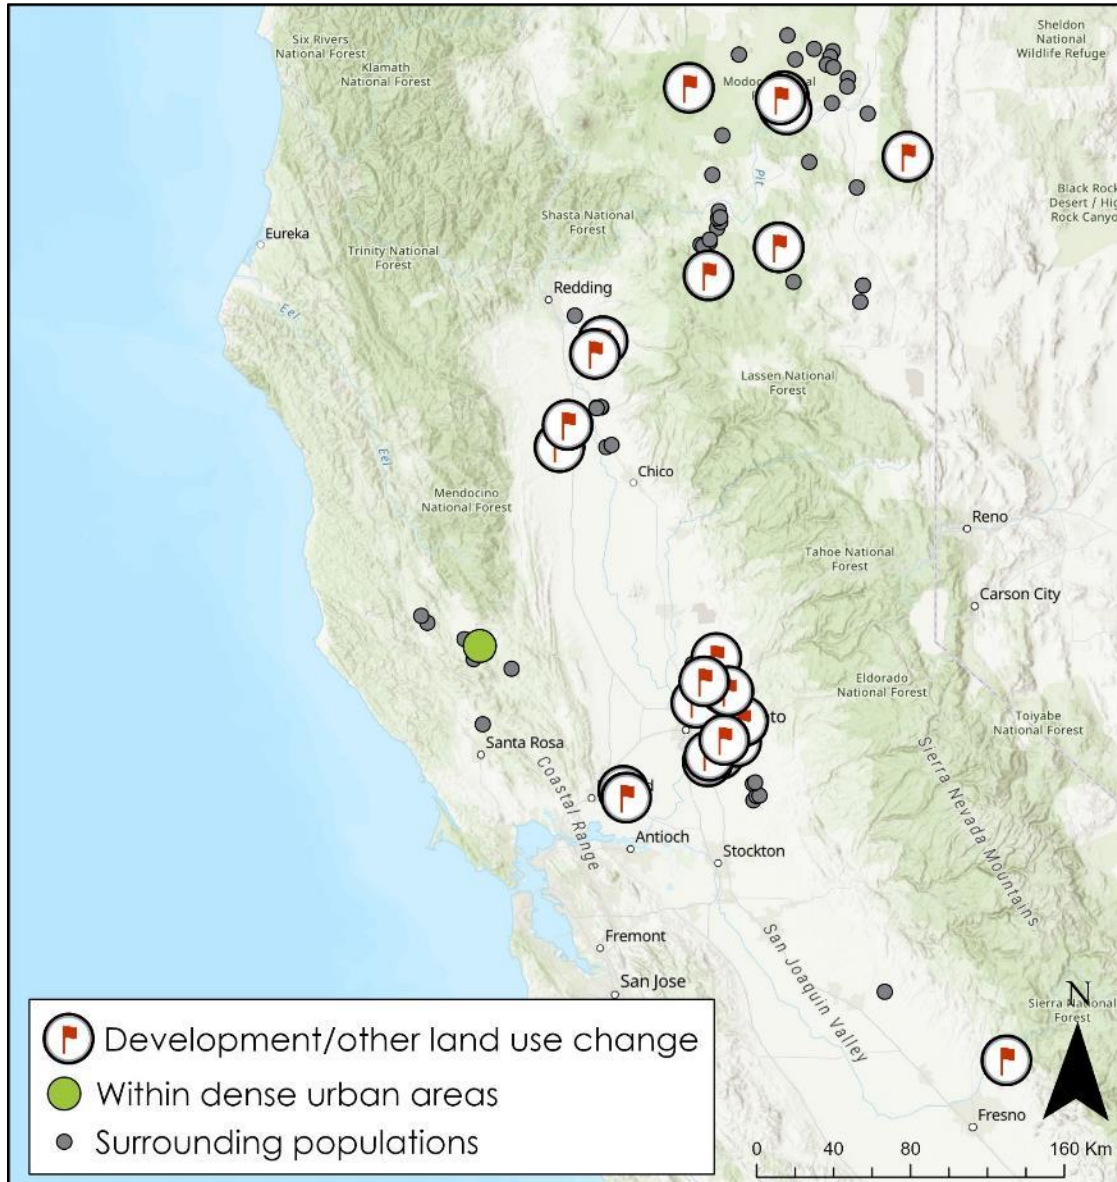 Six Rivers
National Forest
Klamath
National Forest
Sheldon
National
Wildlife Refuge
Modoc
Pit
Black Rock
Desert / High
Rock Canyon
Shasta National
Forest
Eureka
Trinity National
Forest
Redding
Eel
Lassen National
Forest
Eel
Chico
Mendocino
National Forest
Reno
Tahoe National
Forest
Carson City
Eldorado
National Forest
Toiyabe
National Forest
to
Santa Rosa
Coastal Range
Sierra Nevada Mountains
d
Antioch
Stockton
Fremont
San Joaquin Valley
San Jose
N
Sierra National
Forest
Development/other land use change
Within dense urban areas
Surrounding populations
Fresno
0 40 80 160 Km